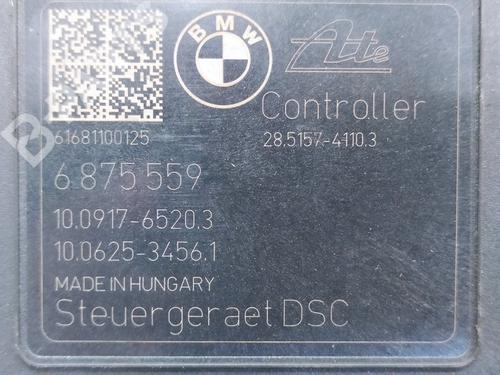 BMW
Ate
Controller
61681100125
28.5157-4110.3
6 875 559
10.0917-6520.3
10.0625-3456.1
MADE IN HUNGARY
Steuergeraet DSC